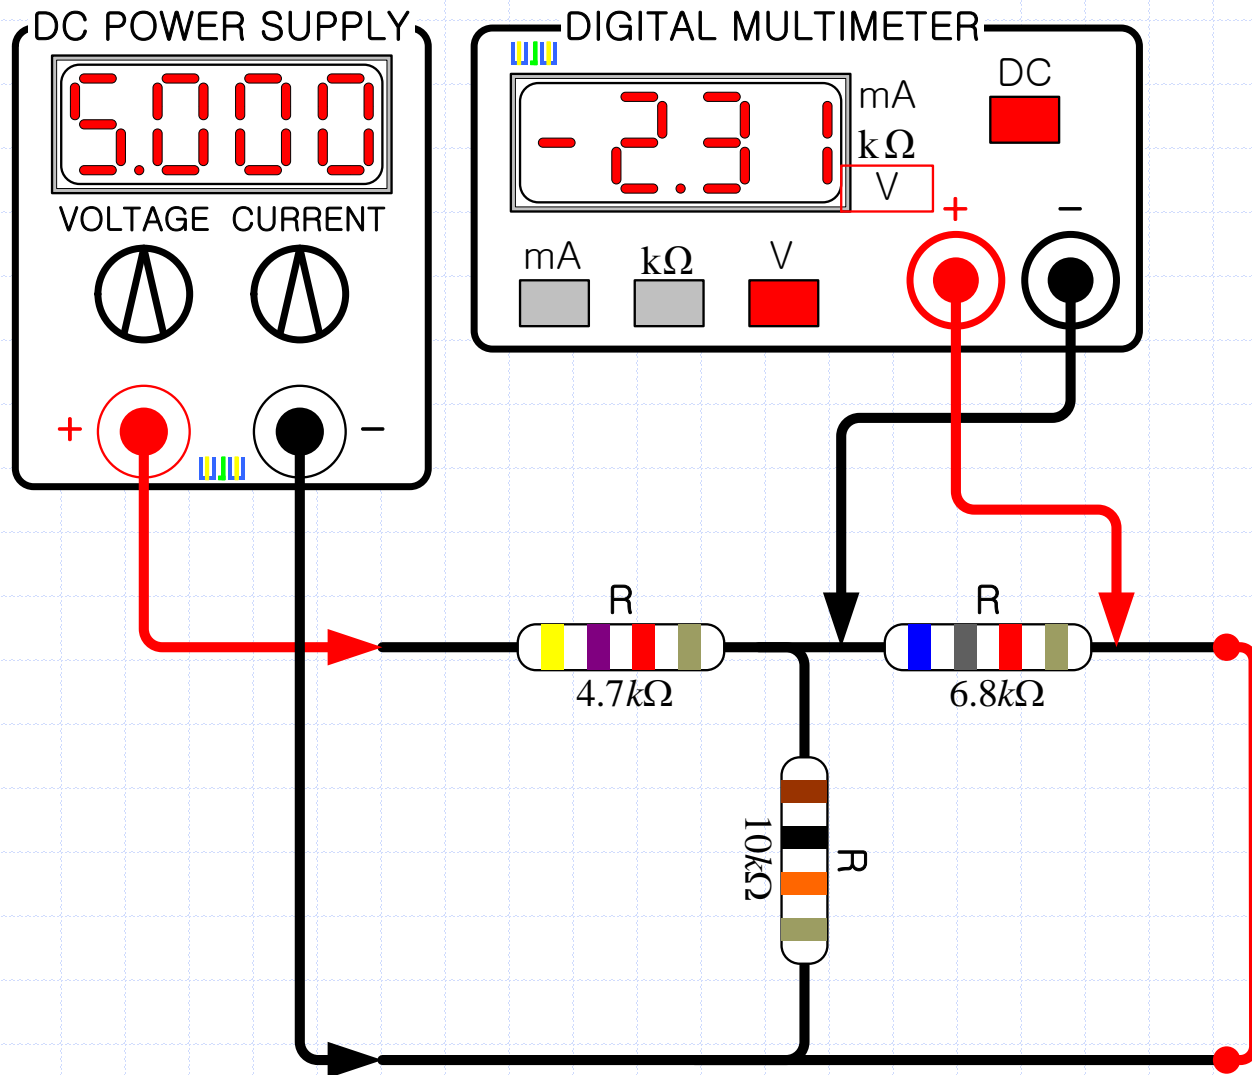 DC POWER SUPPLY
5.000
VOLTAGE CURRENT
+ −
DIGITAL MULTIMETER
-2.31
mA
kΩ
V
DC
+ −
mA kΩ V
R
4.7kΩ
R
6.8kΩ
R
10kΩ